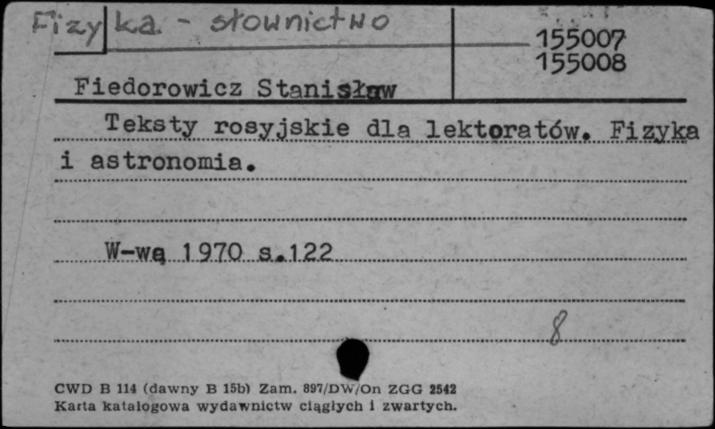 Fizyka - słownictwo
155007
155008
Fiedorowicz Stanisław
Teksty rosyjskie dla lektoratów. Fizyka
i astronomia.
W-wa 1970 s.122
8
CWD B 114 (dawny B 15b) Zam. 897/DW/On ZGG 2542
Karta katalogowa wydawnictw ciągłych i zwartych.